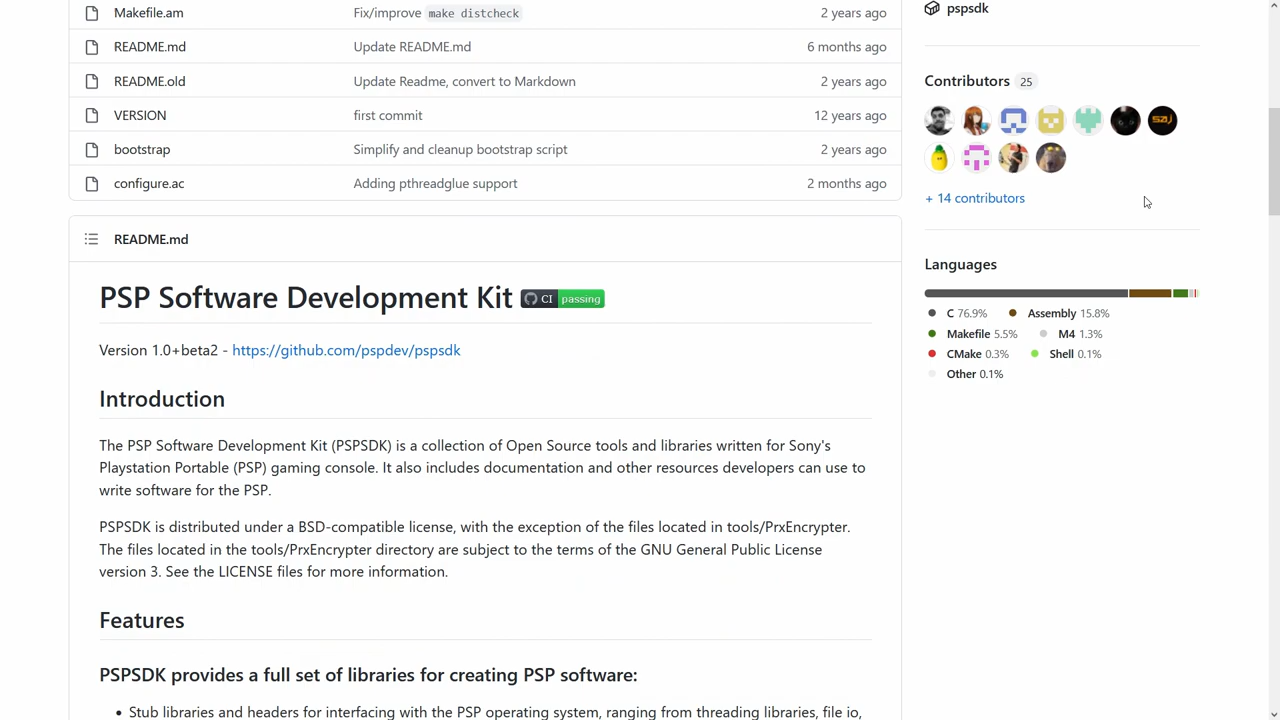 Makefile.am Fix/improve make distcheck 2 years ago
README.md Update README.md 6 months ago
README.old Update Readme, convert to Markdown 2 years ago
VERSION first commit 12 years ago
bootstrap Simplify and cleanup bootstrap script 2 years ago
configure.ac Adding pthreadglue support 2 months ago
README.md
PSP Software Development Kit CI passing
Version 1.0+beta2 - https://github.com/pspdev/pspsdk
Introduction
The PSP Software Development Kit (PSPSDK) is a collection of Open Source tools and libraries written for Sony's
Playstation Portable (PSP) gaming console. It also includes documentation and other resources developers can use to
write software for the PSP.
PSPSDK is distributed under a BSD-compatible license, with the exception of the files located in tools/PrxEncrypter.
The files located in the tools/PrxEncrypter directory are subject to the terms of the GNU General Public License
version 3. See the LICENSE files for more information.
Features
PSPSDK provides a full set of libraries for creating PSP software:
• Stub libraries and headers for interfacing with the PSP operating system, ranging from threading libraries, file io,
pspsdk
Contributors 25
+ 14 contributors
Languages
C 76.9% Assembly 15.8%
Makefile 5.5% M4 1.3%
CMake 0.3% Shell 0.1%
Other 0.1%